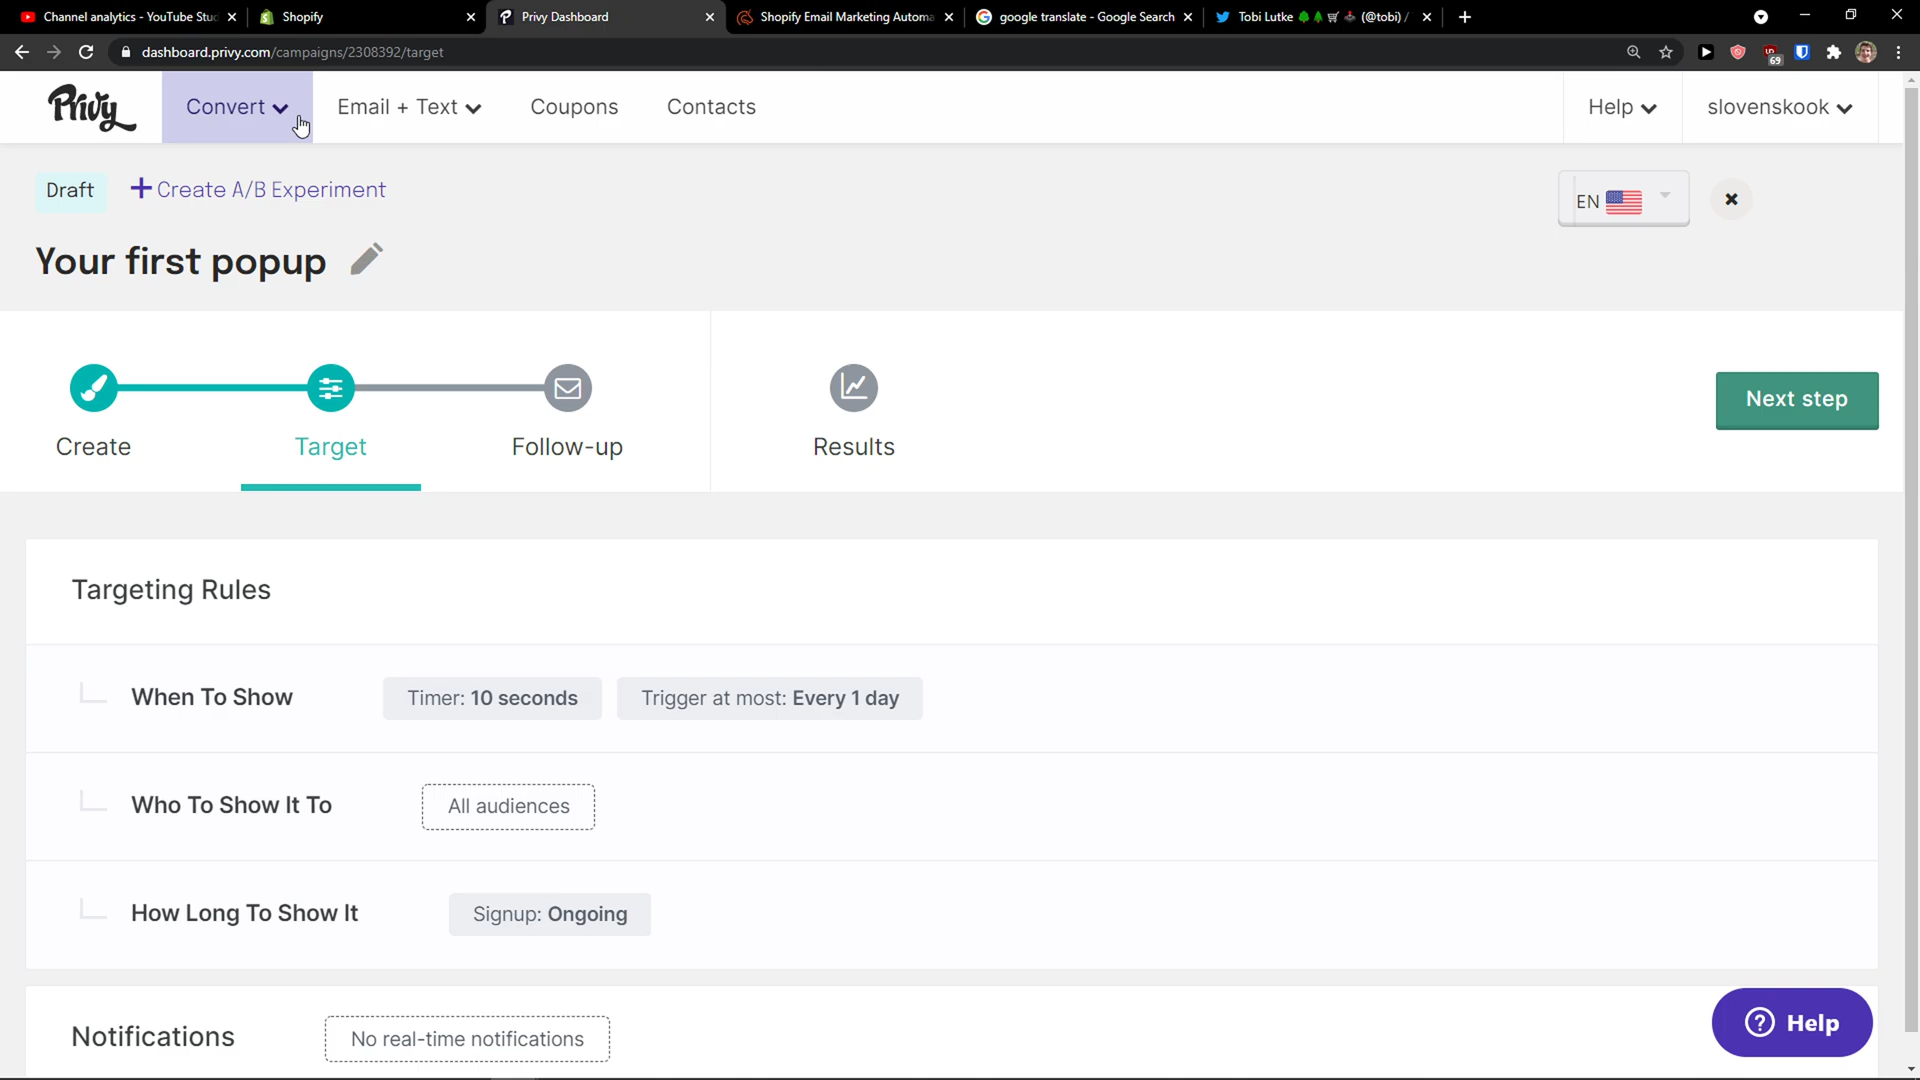 Channel analytics - YouTube Stu
Shopify
Privy Dashboard
Shopify Email Marketing Automa
google translate - Google Search
Tobi Lutke 🌲🌲🛒🕹 (@tobi) /
dashboard.privy.com/campaigns/2308392/target
69
Privy
Convert
Email + Text
Coupons
Contacts
Help
slovenskook
Draft
+ Create A/B Experiment
EN
Your first popup
Create
Target
Follow-up
Results
Next step
Targeting Rules
When To Show
Timer: 10 seconds
Trigger at most: Every 1 day
Who To Show It To
All audiences
How Long To Show It
Signup: Ongoing
Notifications
No real-time notifications
Help